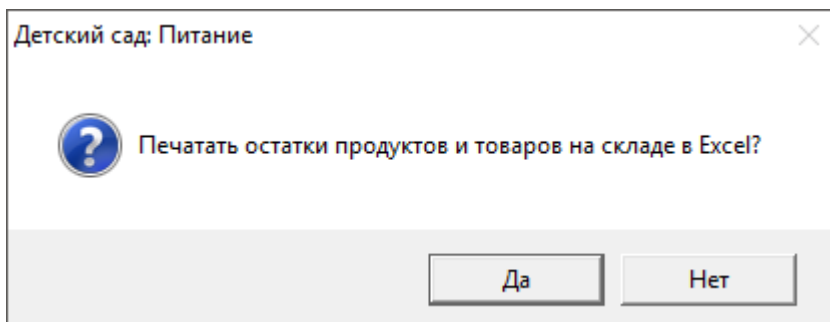 Детский сад: Питание
Печатать остатки продуктов и товаров на складе в Excel?
Да
Нет